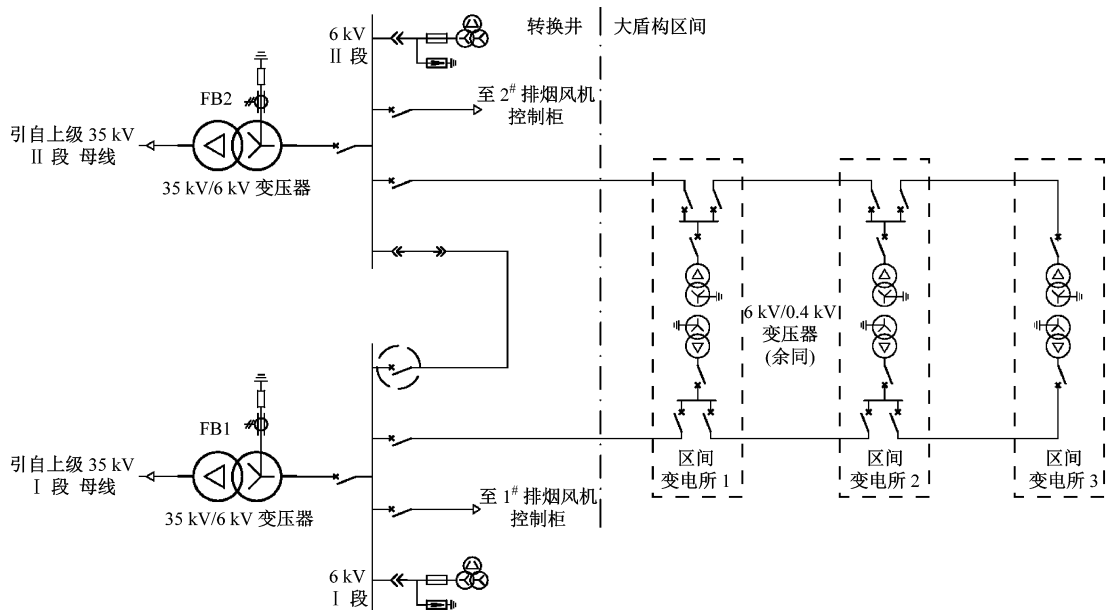 6 kV
Ⅱ 段
转换井
大盾构区间
FB2
至 2# 排烟风机
控制柜
引自上级 35 kV
Ⅱ 段 母线
35 kV/6 kV 变压器
6 kV/0.4 kV
变压器
(余同)
FB1
引自上级 35 kV
Ⅰ 段 母线
35 kV/6 kV 变压器
至 1# 排烟风机
控制柜
区间
变电所 1
区间
变电所 2
区间
变电所 3
6 kV
Ⅰ 段